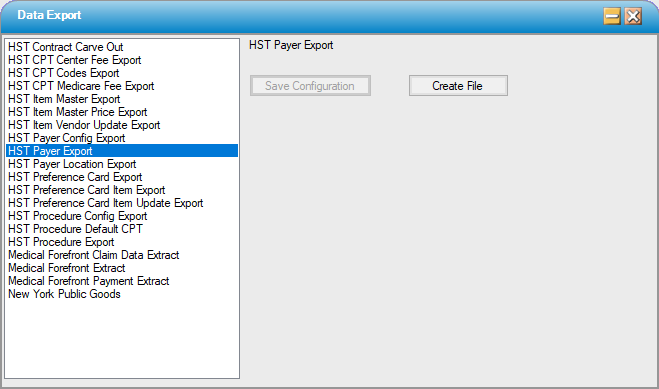 Data Export
HST Contract Carve Out
HST CPT Center Fee Export
HST CPT Codes Export
HST CPT Medicare Fee Export
HST Item Master Export
HST Item Master Price Export
HST Item Vendor Update Export
HST Payer Config Export
HST Payer Export
HST Payer Location Export
HST Preference Card Export
HST Preference Card Item Export
HST Preference Card Item Update Export
HST Procedure Config Export
HST Procedure Default CPT
HST Procedure Export
Medical Forefront Claim Data Extract
Medical Forefront Extract
Medical Forefront Payment Extract
New York Public Goods
HST Payer Export
Save Configuration
Create File